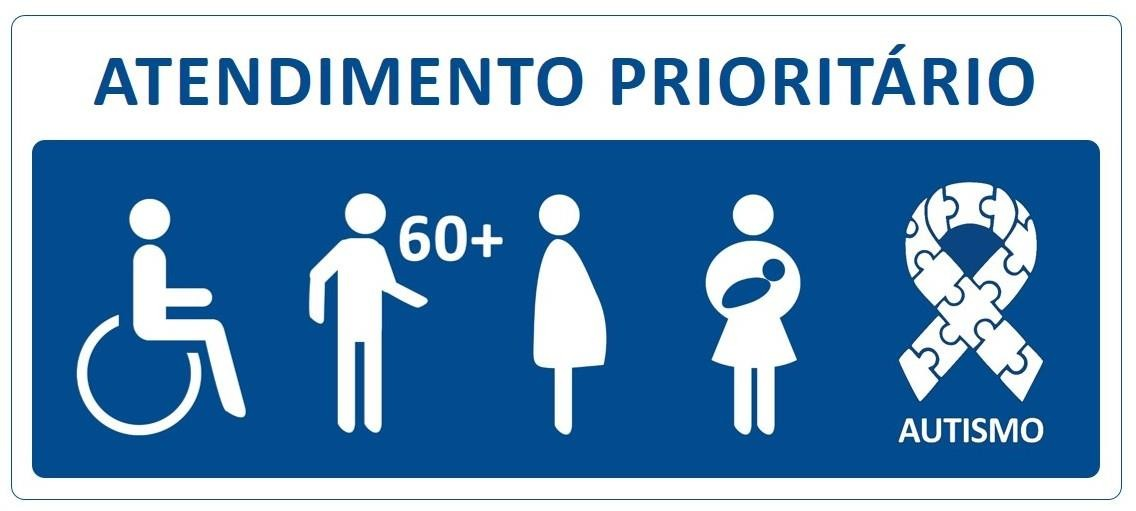 ATENDIMENTO PRIORITÁRIO
60+
AUTISMO